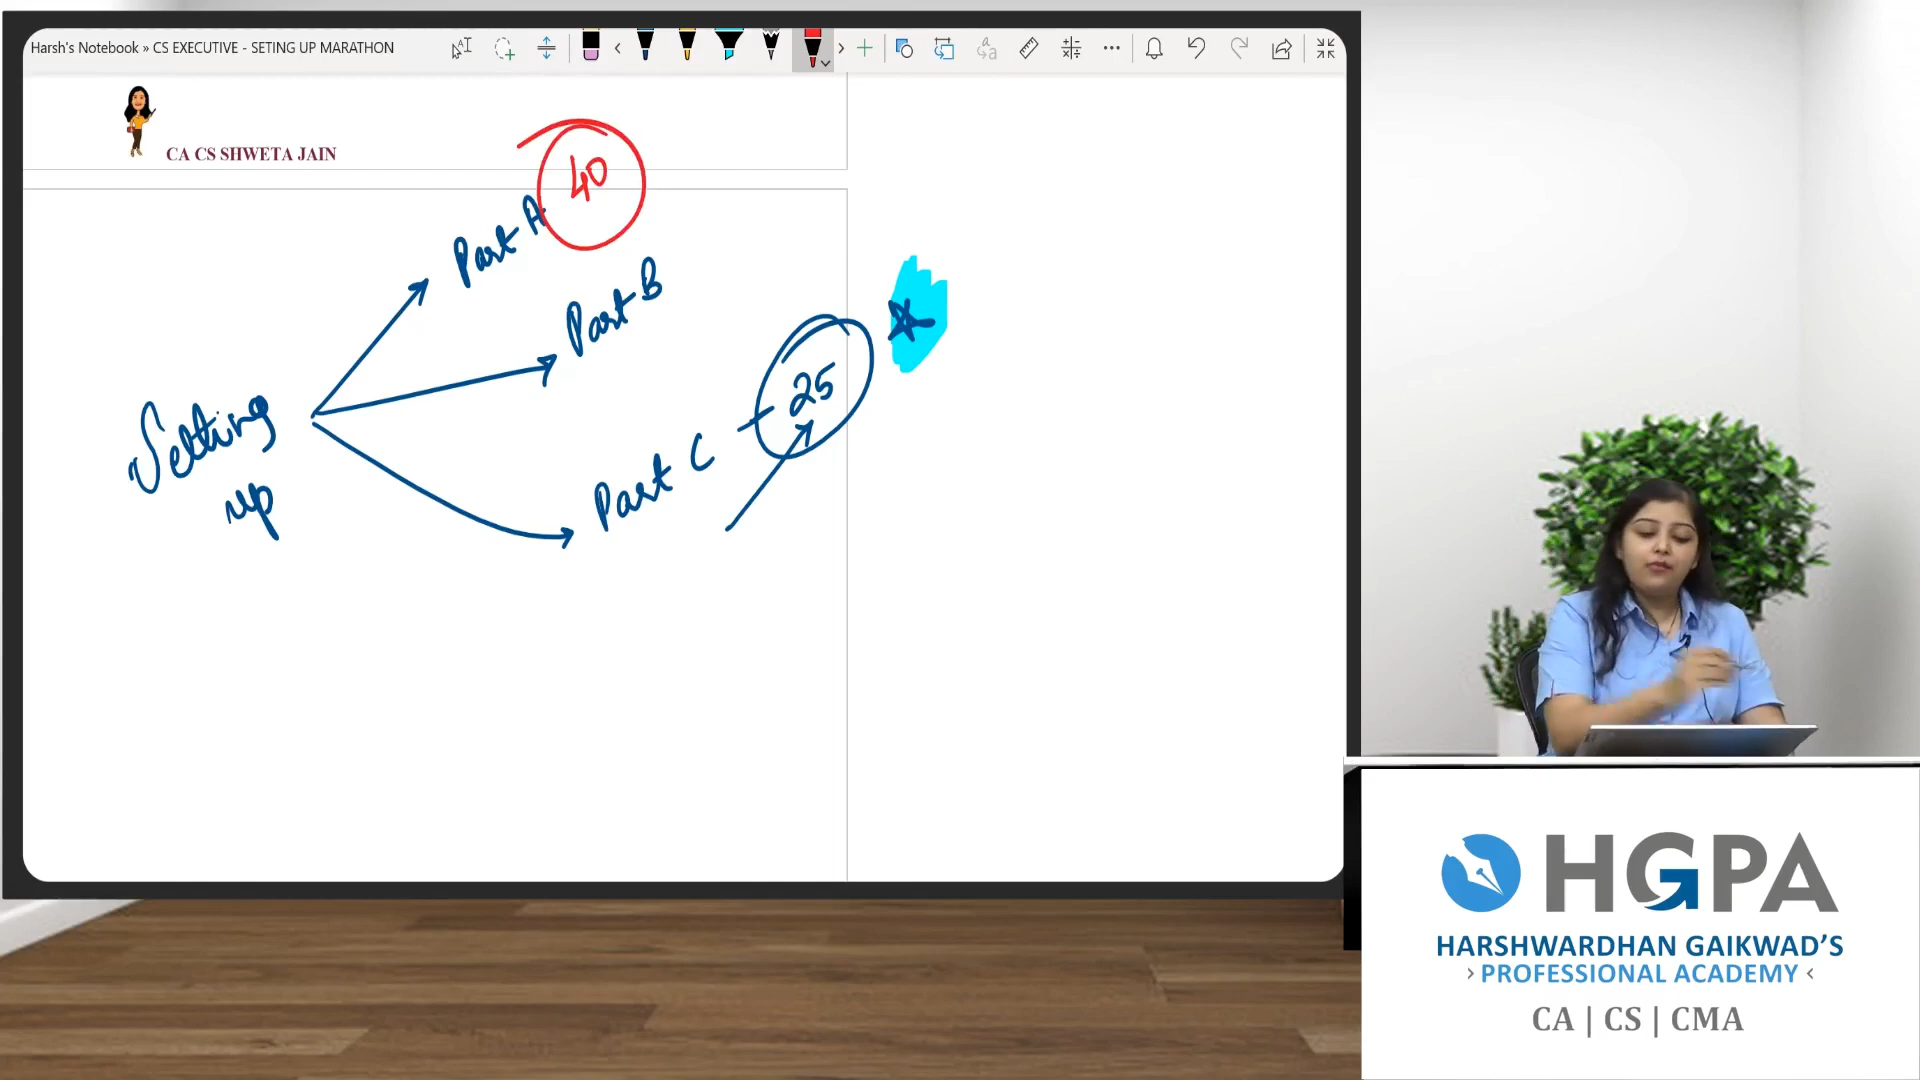 Harsh's Notebook » CS EXECUTIVE - SETING UP MARATHON
CA CS SHWETA JAIN
40
Part A
Part B
25
Part C
Setting
up
HGPA
HARSHWARDHAN GAIKWAD'S
› PROFESSIONAL ACADEMY ‹
CA | CS | CMA